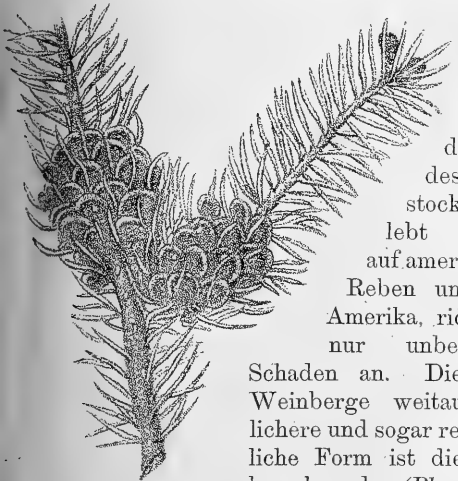 d
des
stock
lebt
auf amer
Reben un
Amerika, ric
nur unbe
Schaden an. Die
Weinberge weitau
lichere und sogar re
liche Form ist die